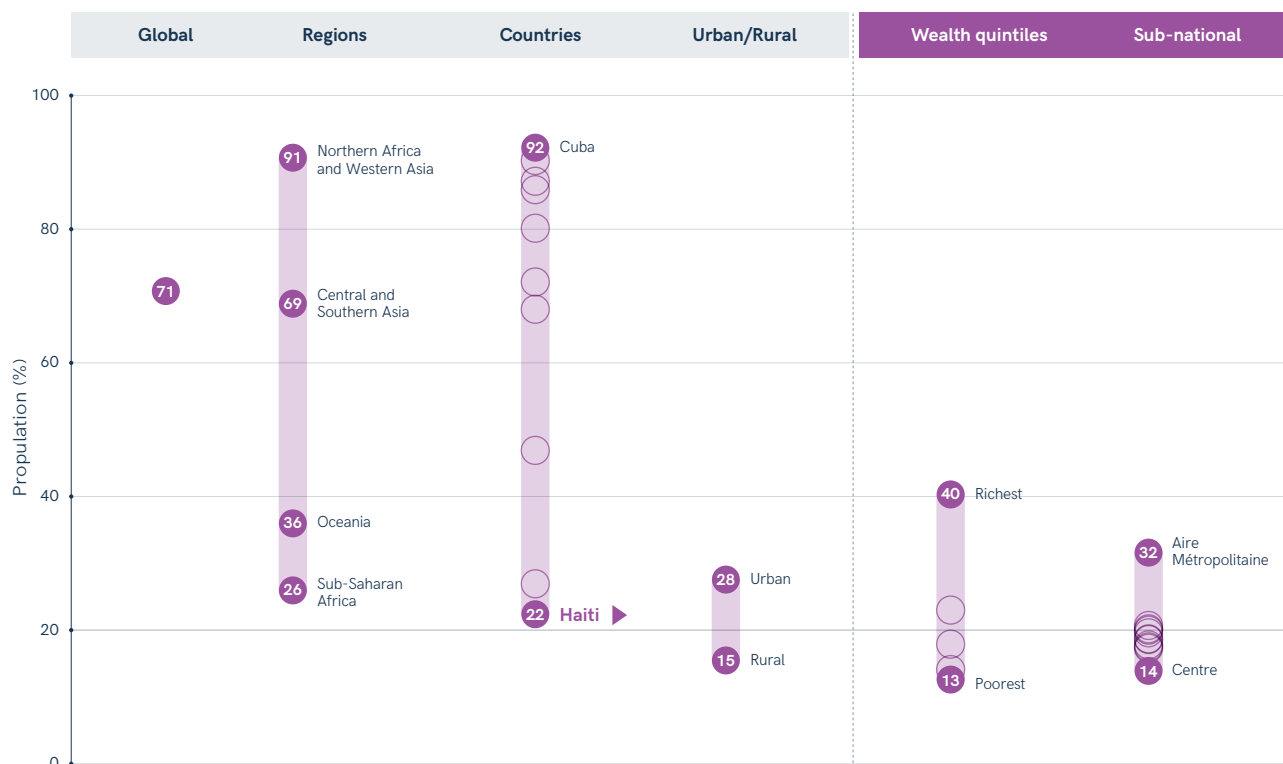 Global
Regions
Countries
Urban/Rural
Wealth quintiles
Sub-national
Propulation (%)
100
80
60
40
20
0
71
91
Northern Africa
and Western Asia
69
Central and
Southern Asia
36
Oceania
26
Sub-Saharan
Africa
92
Cuba
22
Haiti
28
Urban
15
Rural
40
Richest
13
Poorest
32
Aire
Métropolitaine
14
Centre